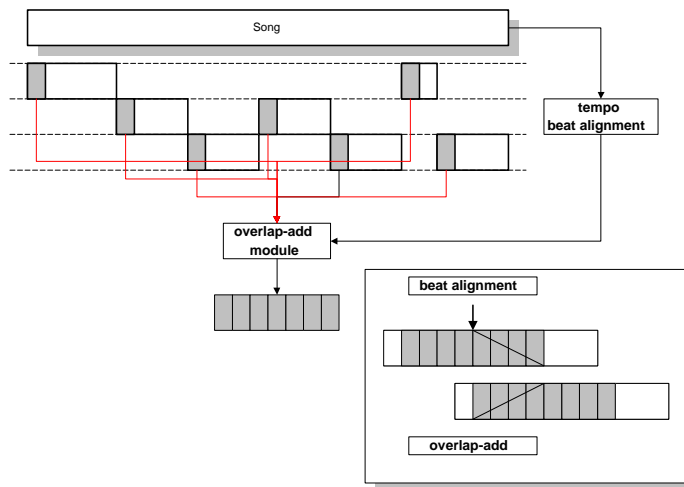 Song
tempo
beat alignment
overlap-add
module
beat alignment
overlap-add